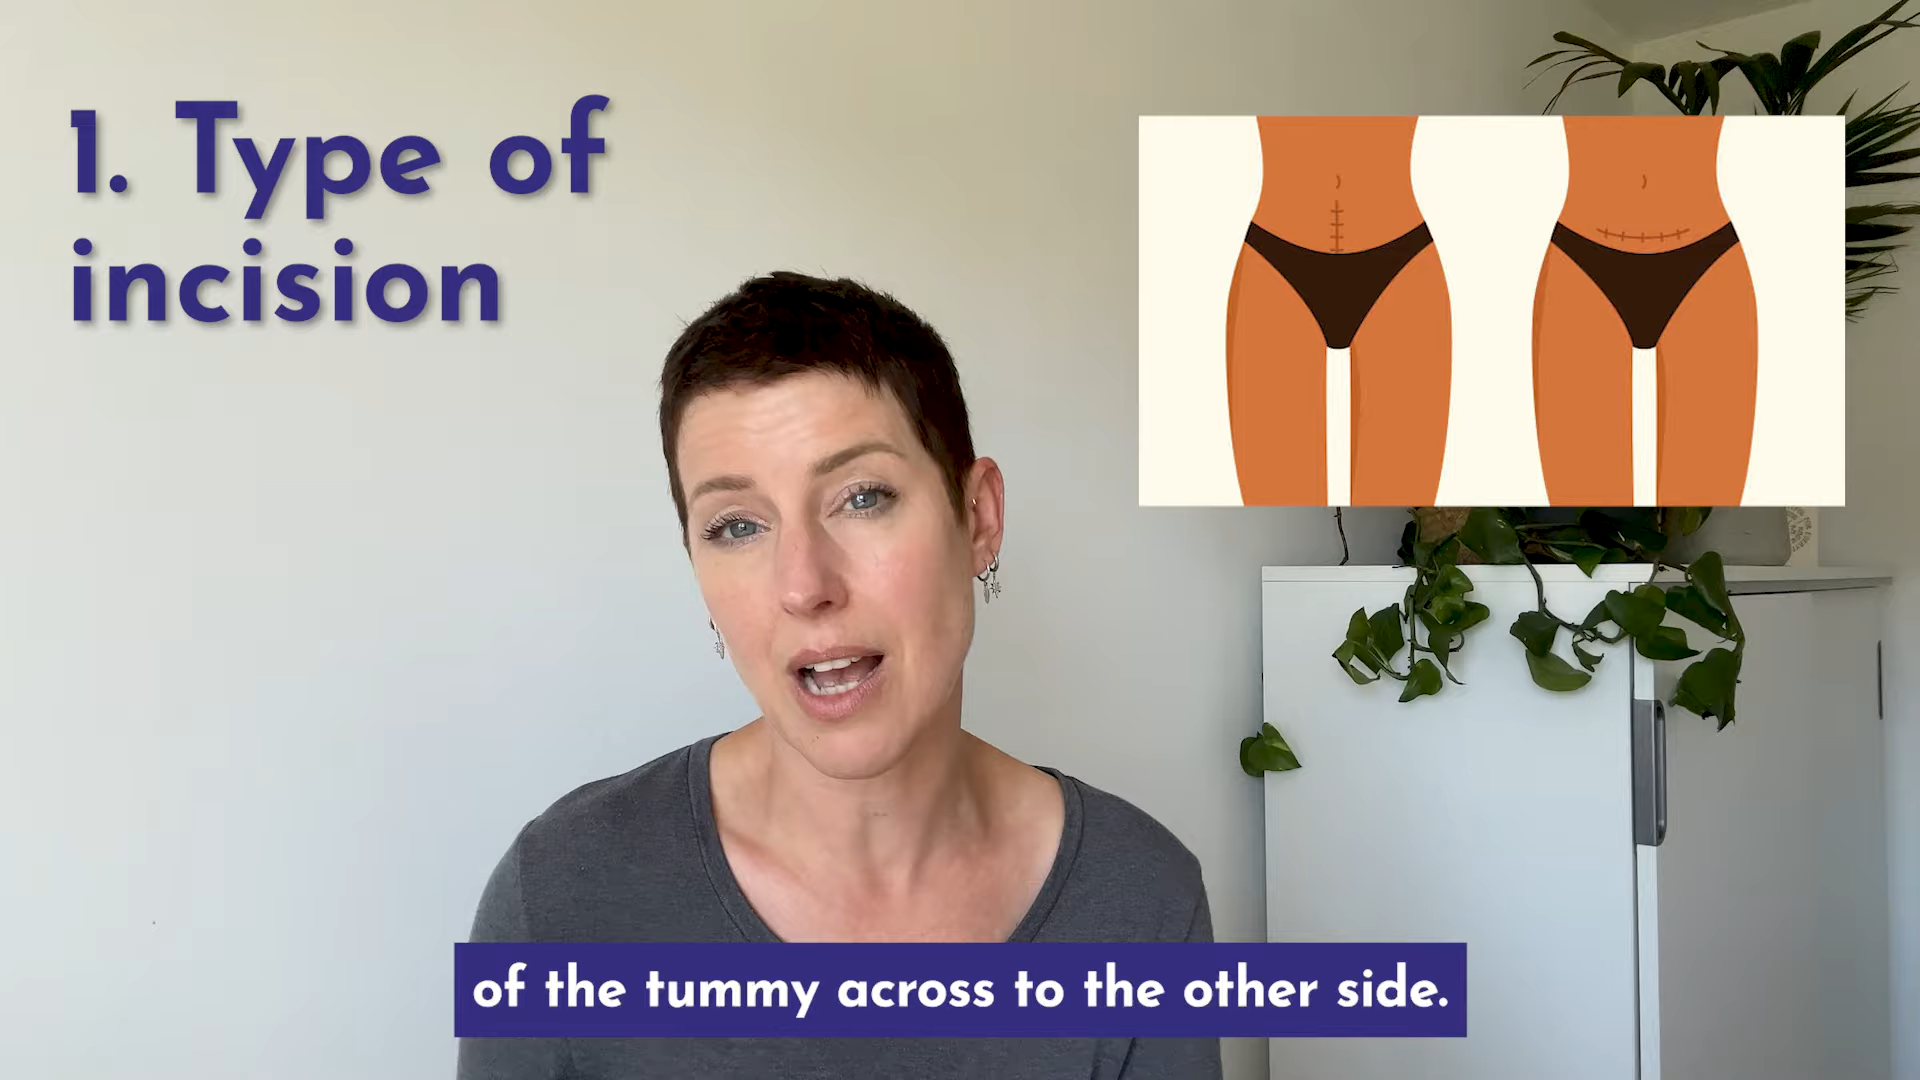 1. Type of
incision
of the tummy across to the other side.